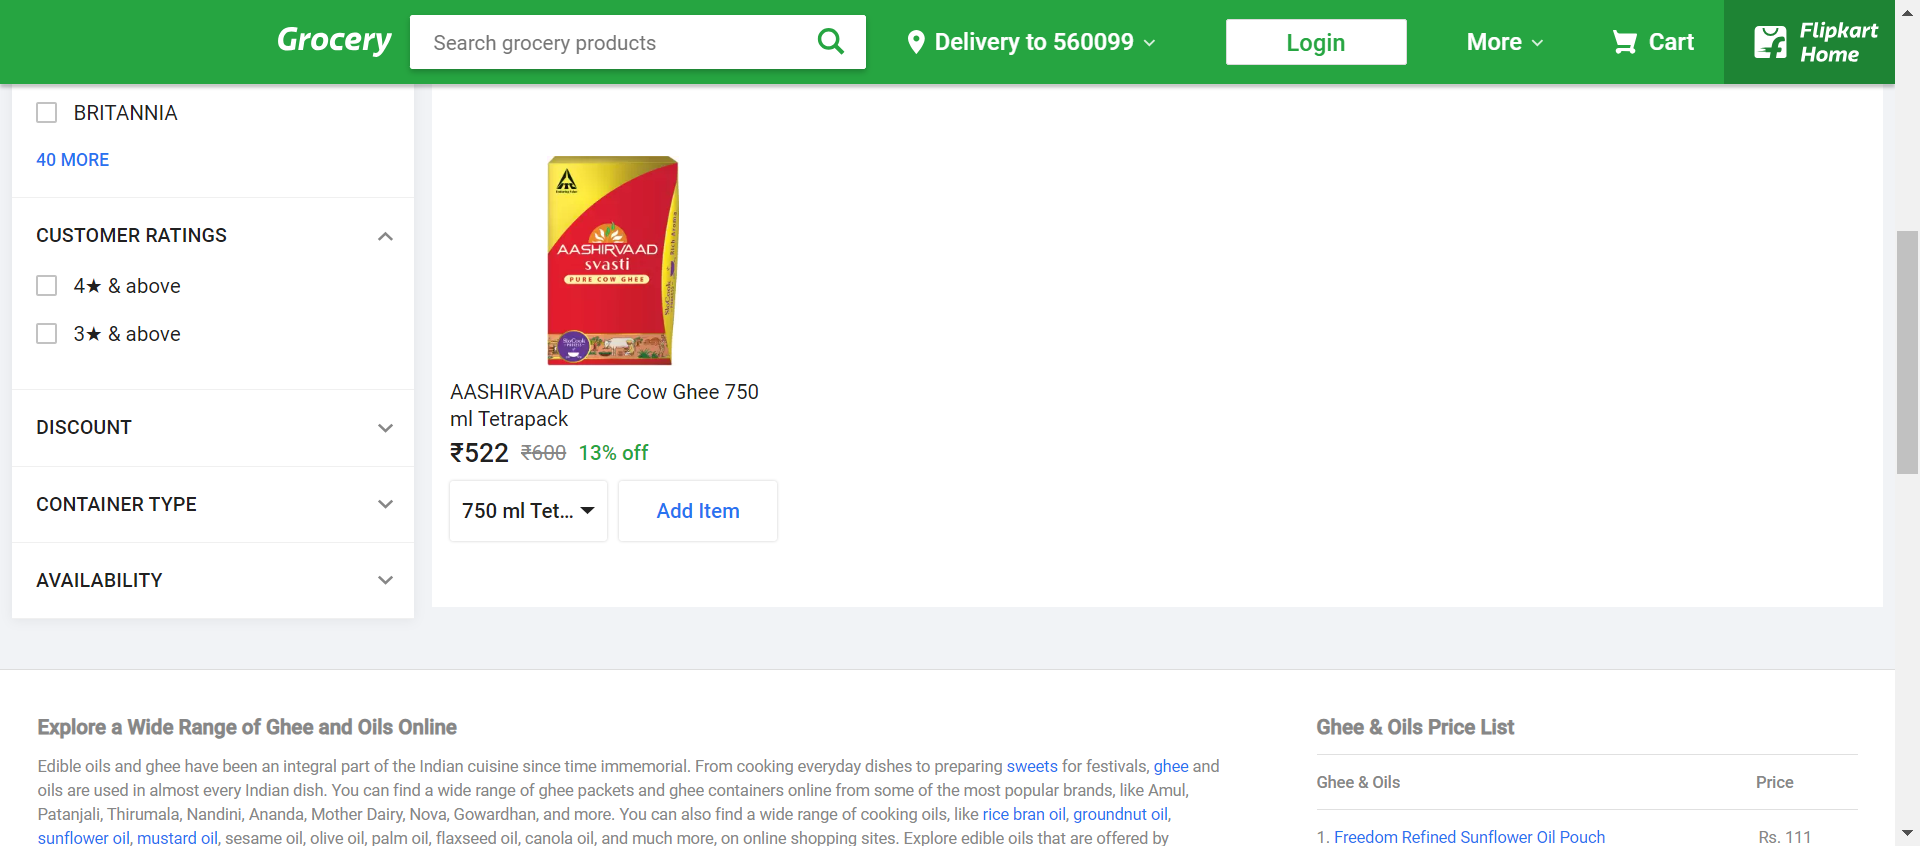 Grocery
Search grocery products
Delivery to 560099
Login
More
Cart
Flipkart
Home
BRITANNIA
40 MORE
CUSTOMER RATINGS
4★ & above
3★ & above
DISCOUNT
CONTAINER TYPE
AVAILABILITY
AASHIRVAAD
svasti
PURE COW GHEE
Rich Aroma
SloCook
AASHIRVAAD Pure Cow Ghee 750
ml Tetrapack
₹522 ₹600 13% off
750 ml Tet...
Add Item
Explore a Wide Range of Ghee and Oils Online
Edible oils and ghee have been an integral part of the Indian cuisine since time immemorial. From cooking everyday dishes to preparing sweets for festivals, ghee and
oils are used in almost every Indian dish. You can find a wide range of ghee packets and ghee containers online from some of the most popular brands, like Amul,
Patanjali, Thirumala, Nandini, Ananda, Mother Dairy, Nova, Gowardhan, and more. You can also find a wide range of cooking oils, like rice bran oil, groundnut oil,
sunflower oil, mustard oil, sesame oil, olive oil, palm oil, flaxseed oil, canola oil, and much more, on online shopping sites. Explore edible oils that are offered by
Ghee & Oils Price List
Ghee & Oils Price
1. Freedom Refined Sunflower Oil Pouch Rs. 111